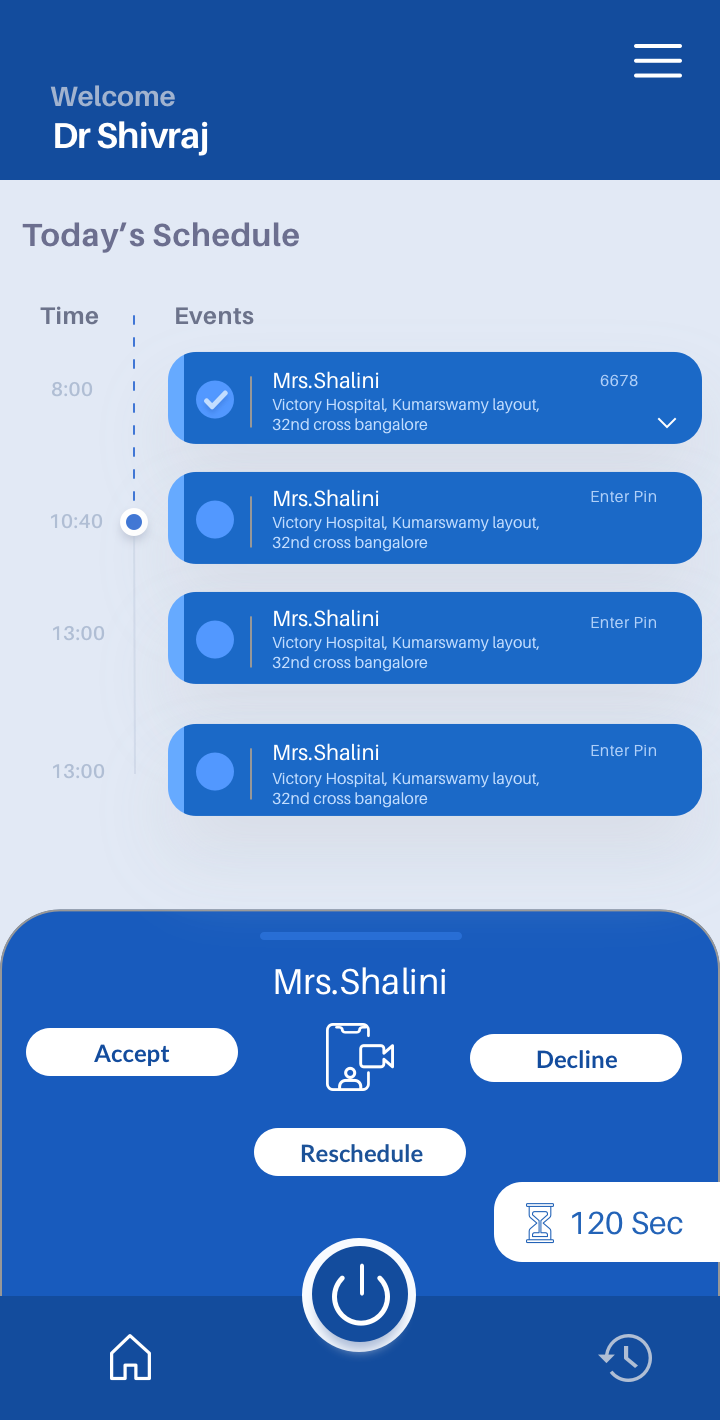 Welcome
Dr Shivraj
Today’s Schedule
Time
Events
8:00
Mrs.Shalini
6678
Victory Hospital, Kumarswamy layout,
32nd cross bangalore
10:40
Mrs.Shalini
Enter Pin
Victory Hospital, Kumarswamy layout,
32nd cross bangalore
13:00
Mrs.Shalini
Enter Pin
Victory Hospital, Kumarswamy layout,
32nd cross bangalore
13:00
Mrs.Shalini
Enter Pin
Victory Hospital, Kumarswamy layout,
32nd cross bangalore
Mrs.Shalini
Accept
Decline
Reschedule
120 Sec